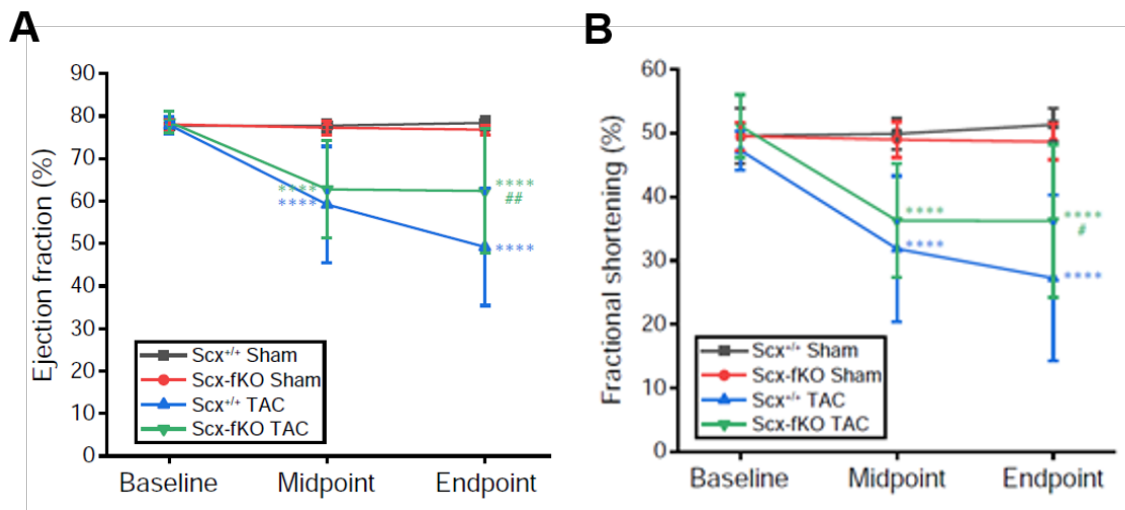 A
Ejection fraction (%)
90
80
70
60
50
40
30
20
10
0
****
****
****
##
****
Scx+/+ Sham
Scx-fKO Sham
Scx+/+ TAC
Scx-fKO TAC
Baseline Midpoint Endpoint
B
Fractional shortening (%)
60
50
40
30
20
10
0
****
****
****
#
****
Scx+/+ Sham
Scx-fKO Sham
Scx+/+ TAC
Scx-fKO TAC
Baseline Midpoint Endpoint